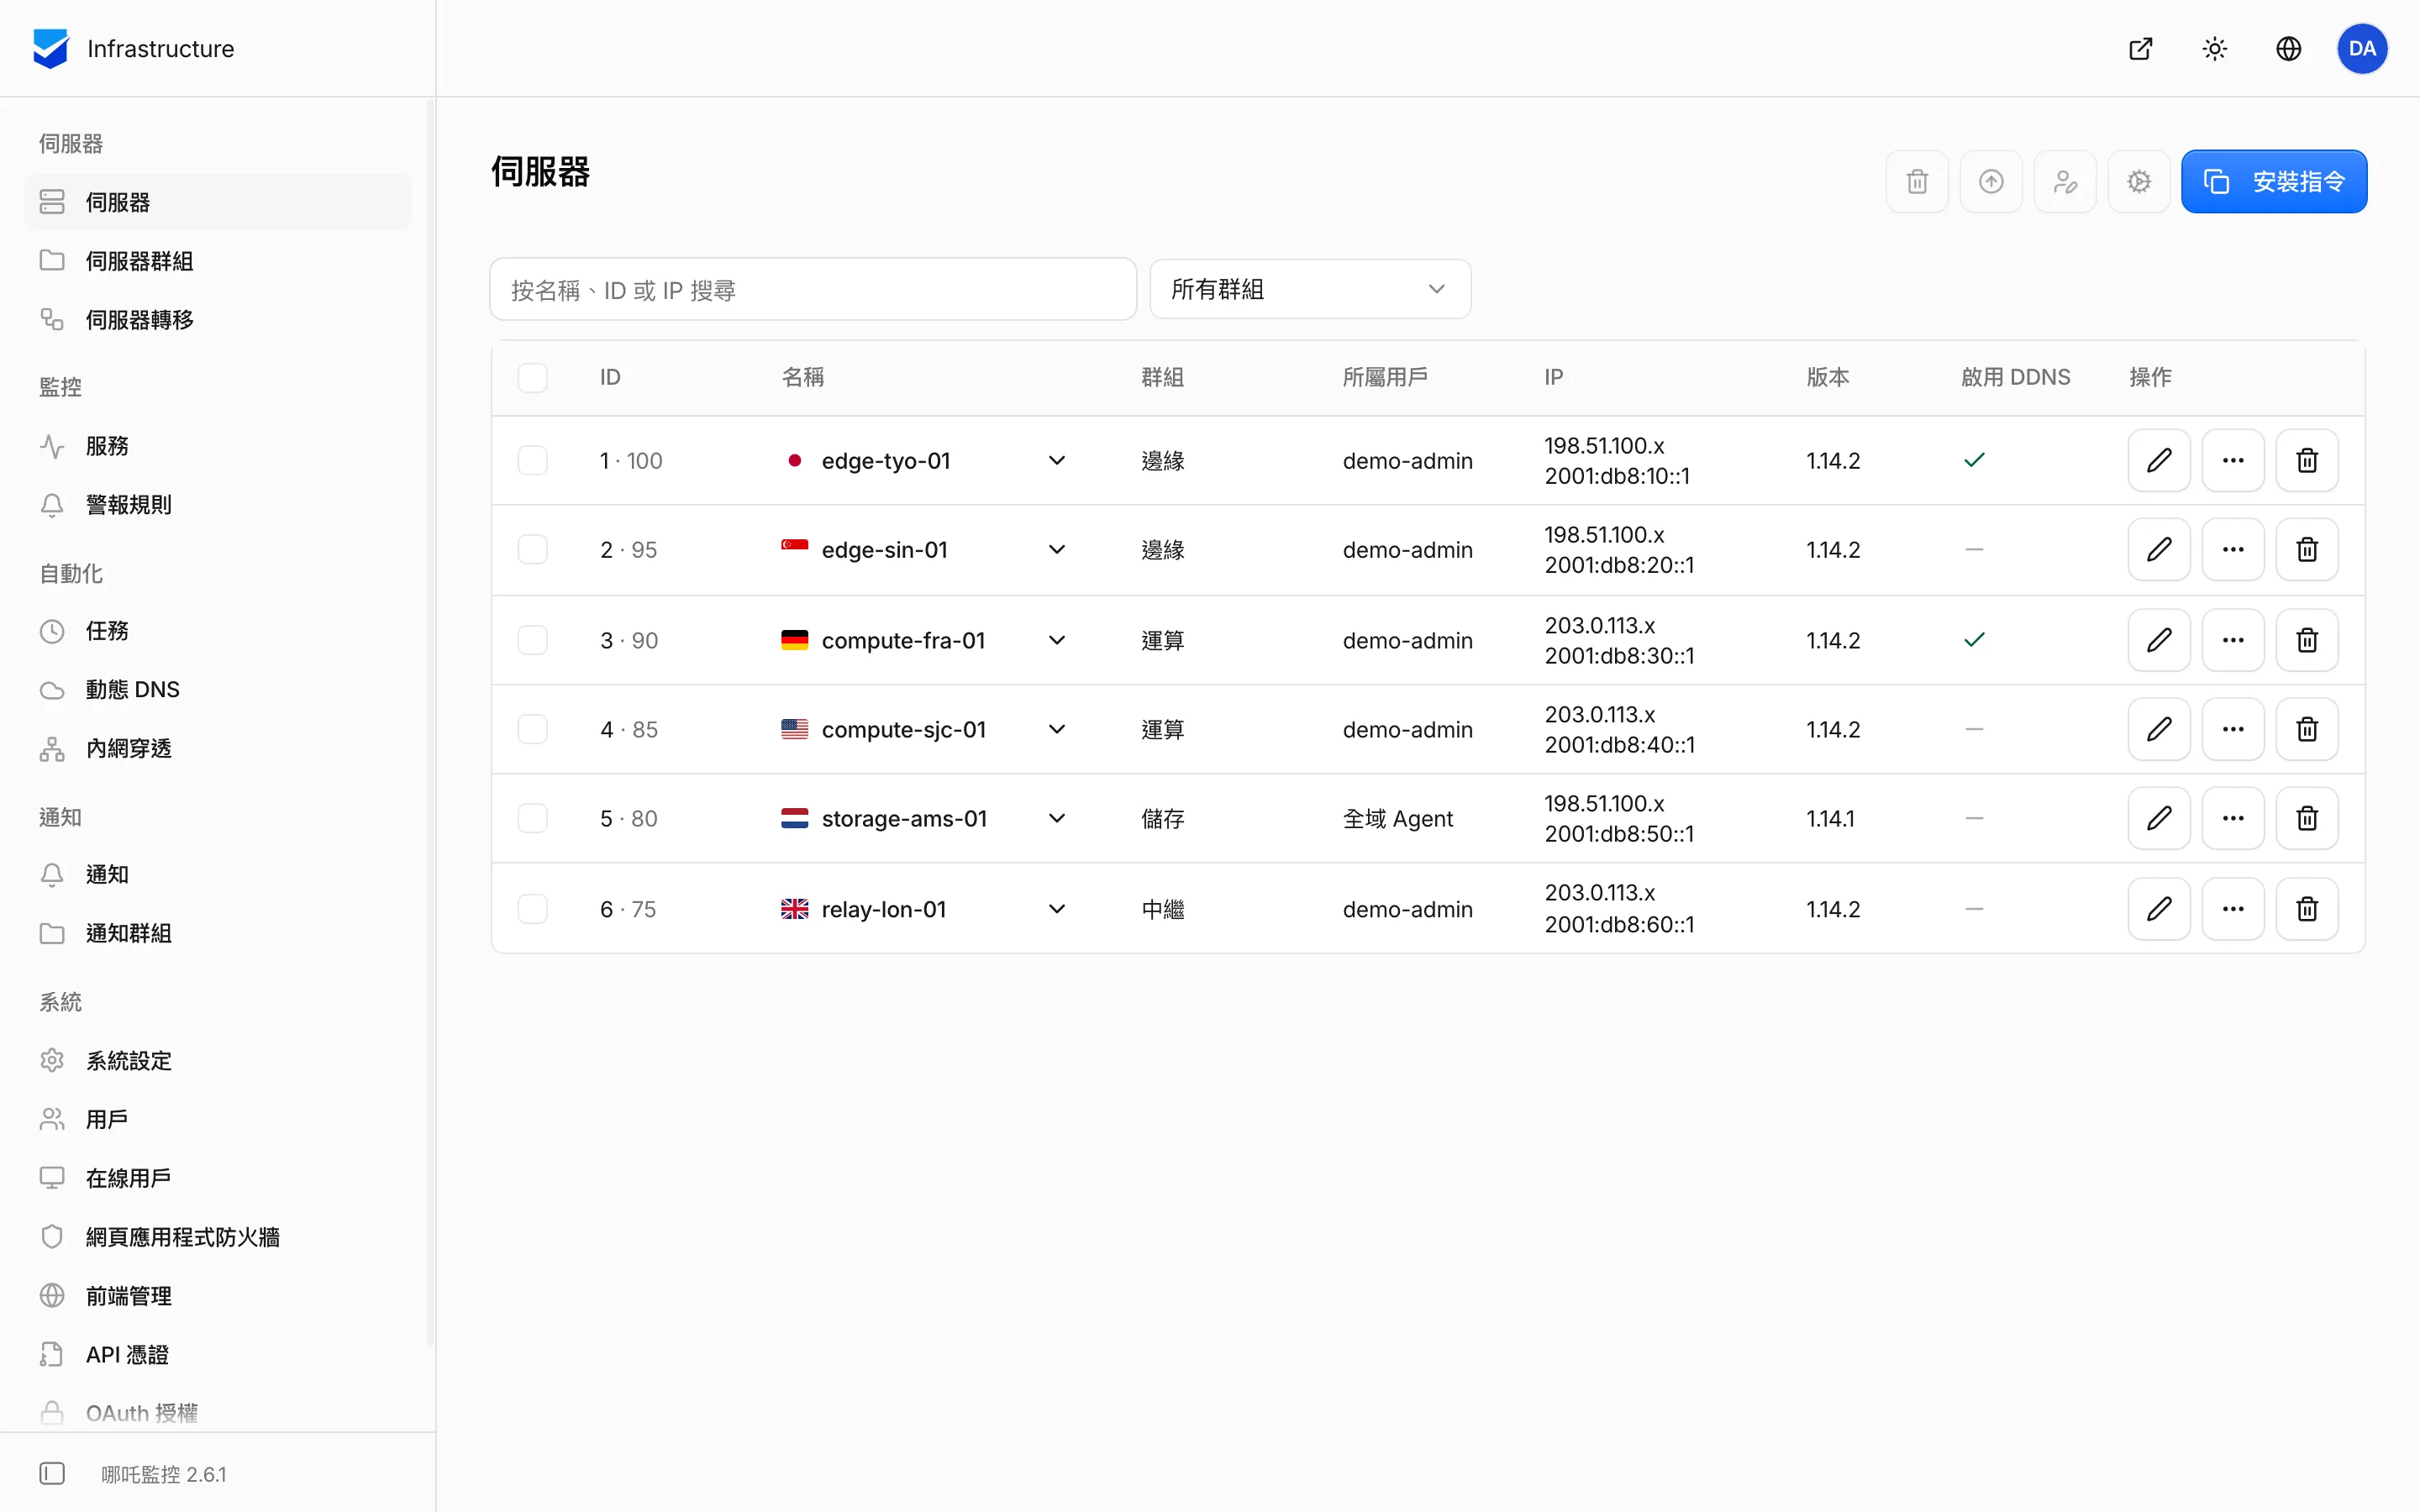 Infrastructure
DA
伺服器
伺服器
伺服器群組
伺服器轉移
監控
服務
警報規則
自動化
任務
動態 DNS
內網穿透
通知
通知
通知群組
系統
系統設定
用戶
在線用戶
網頁應用程式防火牆
前端管理
API 憑證
OAuth 授權
哪吒監控 2.6.1
伺服器
安裝指令
按名稱、ID 或 IP 搜尋
所有群組
ID 名稱 群組 所屬用戶 IP 版本 啟用 DDNS 操作
1 · 100 edge-tyo-01 邊緣 demo-admin 198.51.100.x 1.14.2
2001:db8:10::1
2 · 95 edge-sin-01 邊緣 demo-admin 198.51.100.x 1.14.2
2001:db8:20::1
3 · 90 compute-fra-01 運算 demo-admin 203.0.113.x 1.14.2
2001:db8:30::1
4 · 85 compute-sjc-01 運算 demo-admin 203.0.113.x 1.14.2
2001:db8:40::1
5 · 80 storage-ams-01 儲存 全域 Agent 198.51.100.x 1.14.1
2001:db8:50::1
6 · 75 relay-lon-01 中繼 demo-admin 203.0.113.x 1.14.2
2001:db8:60::1